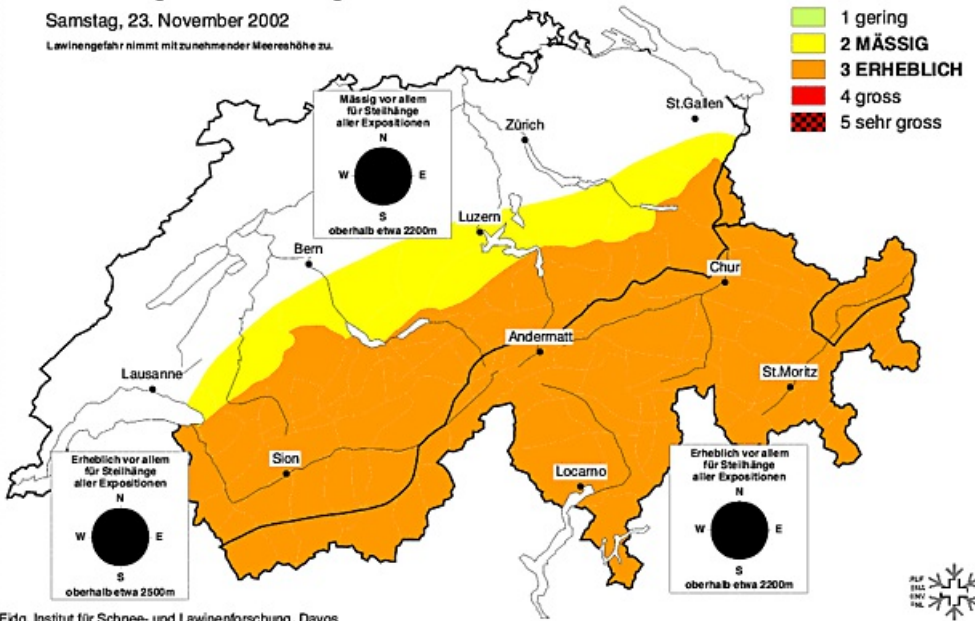 Samstag, 23. November 2002
Lawinengefahr nimmt mit zunehmender Meereshöhe zu.
1 gering
2 MÄSSIG
3 ERHEBLICH
4 gross
5 sehr gross
Mässig vor allem
für Steilhänge
aller Expositionen
N
W E
S
oberhalb etwa 2200m
St.Gallen
Zürich
Luzern
Bern
Chur
Andermatt
Lausanne
St.Moritz
Sion
Locarno
Erheblich vor allem
für Steilhänge
aller Expositionen
N
W E
S
oberhalb etwa 2500m
Erheblich vor allem
für Steilhänge
aller Expositionen
N
W E
S
oberhalb etwa 2200m
SLF
ENV
SNL
Eidg. Institut für Schnee- und Lawinenforschung, Davos